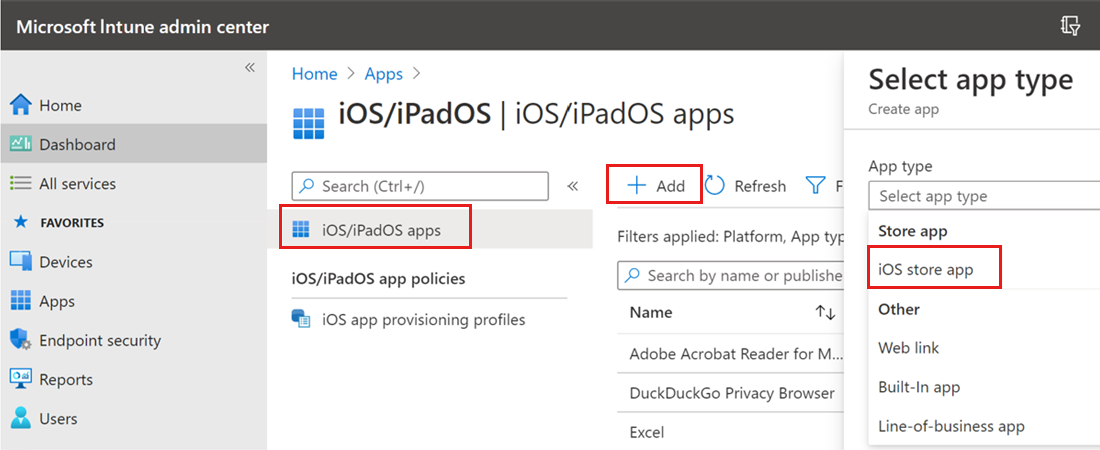 Microsoft Intune admin center
Home
Dashboard
All services
FAVORITES
Devices
Apps
Endpoint security
Reports
Users
Home > Apps >
iOS/iPadOS | iOS/iPadOS apps
Search (Ctrl+/)
iOS/iPadOS apps
iOS/iPadOS app policies
iOS app provisioning profiles
Add
Refresh
F
Filters applied: Platform, App typ
Search by name or publishe
Name
Adobe Acrobat Reader for M...
DuckDuckGo Privacy Browser
Excel
Select app type
Create app
App type
Select app type
Store app
iOS store app
Other
Web link
Built-In app
Line-of-business app